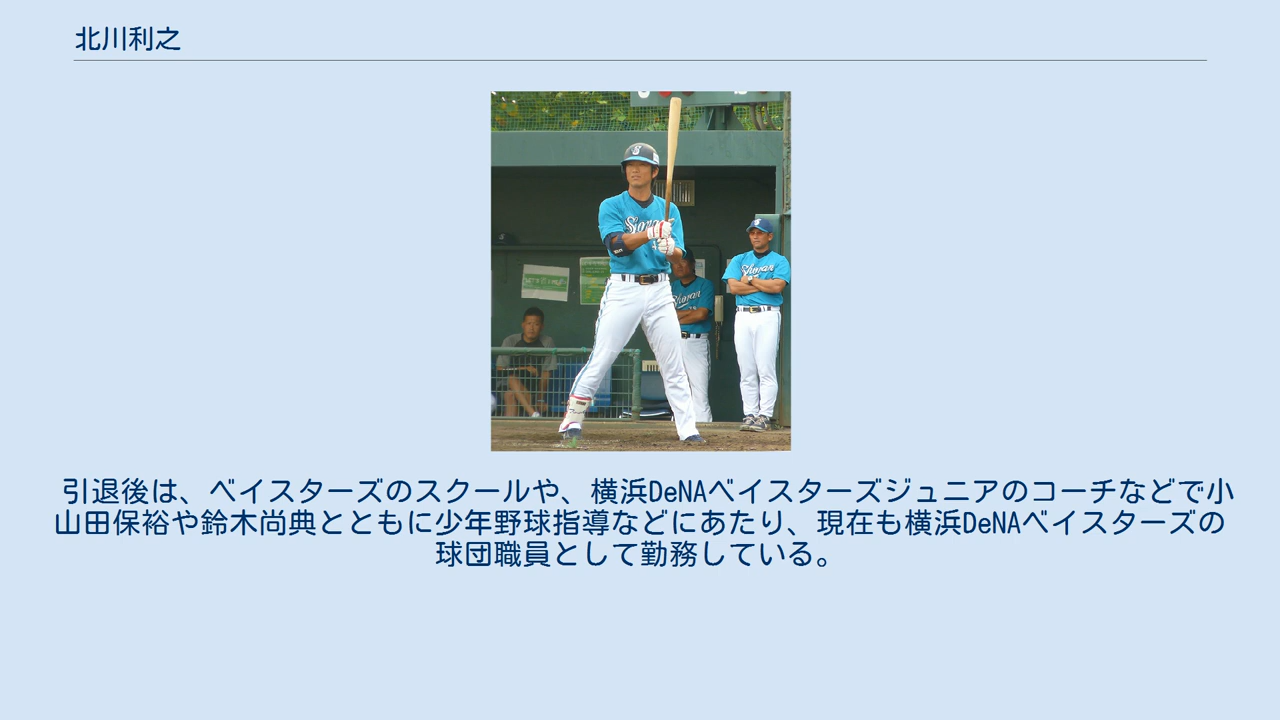 北川利之
引退後は、ベイスターズのスクールや、横浜DeNAベイスターズジュニアのコーチなどで小
山田保裕や鈴木尚典とともに少年野球指導などにあたり、現在も横浜DeNAベイスターズの
球団職員として勤務している。